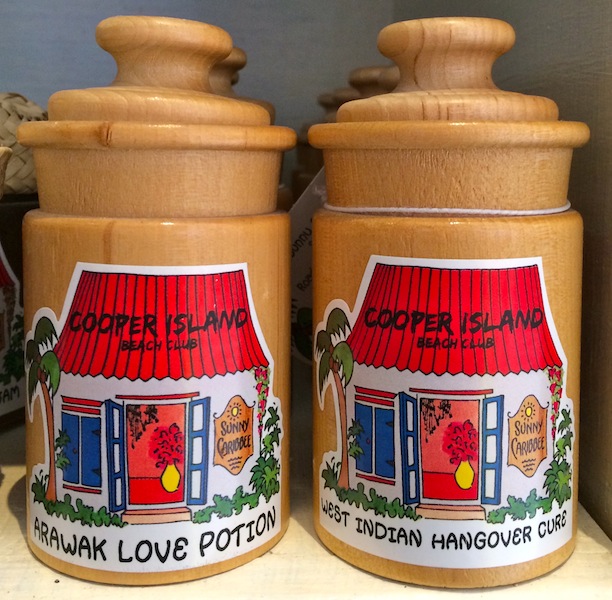 COOPER ISLAND
BEACH CLUB
SUNNY
CARIBBEE
ARAWAK LOVE POTION
COOPER ISLAND
BEACH CLUB
SUNNY
CARIBBEE
WEST INDIAN HANGOVER CURE